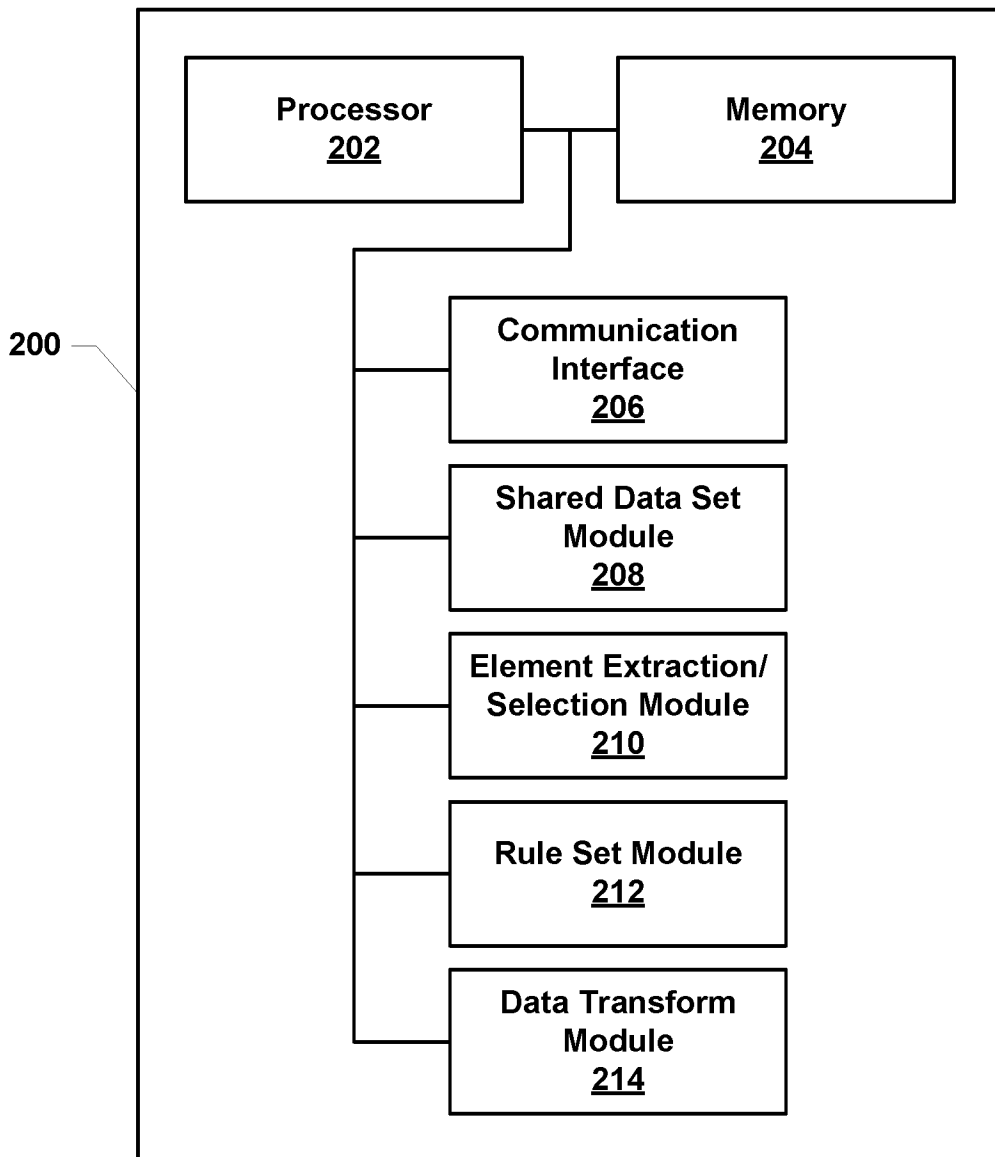 Processor
202
Memory
204
200
Communication
Interface
206
Shared Data Set
Module
208
Element Extraction/
Selection Module
210
Rule Set Module
212
Data Transform
Module
214